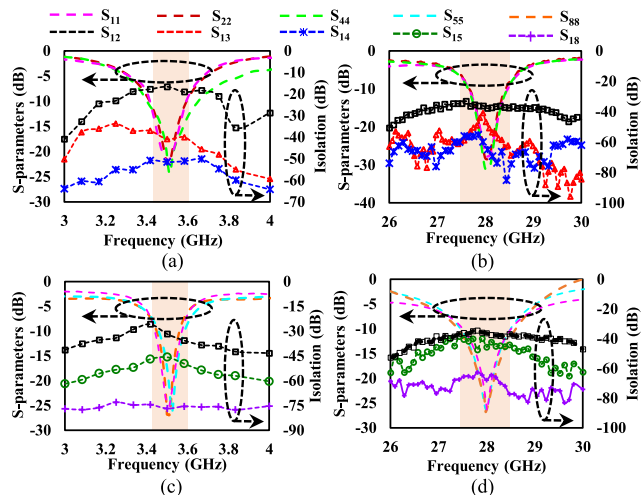 S11 S22 S44 S55 S88
S12 S13 S14 S15 S18
0 -5 -10 -15 -20 -25 -30
S-parameters (dB)
0 -10 -20 -30 -40 -50 -60 -70
Isolation (dB)
3 3.2 3.4 3.6 3.8 4
Frequency (GHz)
(a)
0 -10 -20 -30 -40
S-parameters (dB)
0 -20 -40 -60 -80 -100
Isolation (dB)
26 27 28 29 30
Frequency (GHz)
(b)
0 -5 -10 -15 -20 -25 -30
S-parameters (dB)
0 -15 -30 -45 -60 -75 -90
Isolation (dB)
3 3.2 3.4 3.6 3.8 4
Frequency (GHz)
(c)
0 -5 -10 -15 -20 -25 -30
S-parameters (dB)
0 -20 -40 -60 -80 -100
Isolation (dB)
26 27 28 29 30
Frequency (GHz)
(d)